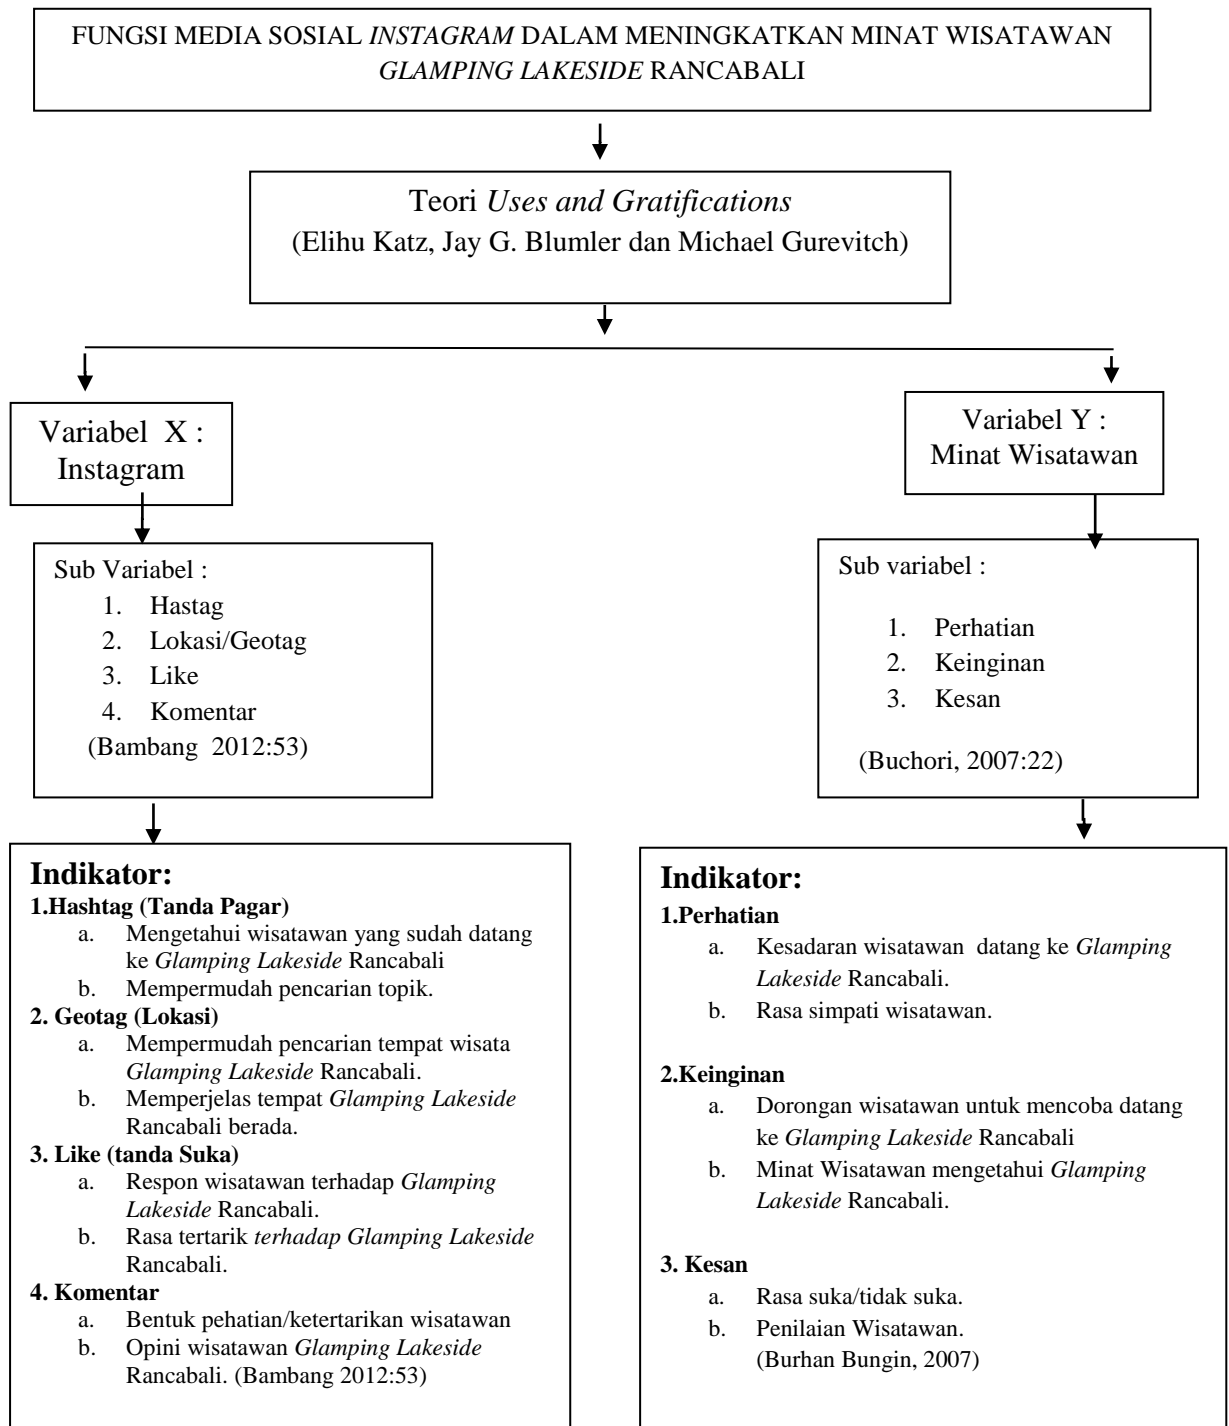 FUNGSI MEDIA SOSIAL INSTAGRAM DALAM MENINGKATKAN MINAT WISATAWAN
GLAMPING LAKESIDE RANCABALI
Teori Uses and Gratifications
(Elihu Katz, Jay G. Blumler dan Michael Gurevitch)
Variabel X :
Instagram
Variabel Y :
Minat Wisatawan
Sub Variabel :
1. Hastag
2. Lokasi/Geotag
3. Like
4. Komentar
(Bambang 2012:53)
Sub variabel :
1. Perhatian
2. Keinginan
3. Kesan
(Buchori, 2007:22)
Indikator:
1.Hashtag (Tanda Pagar)
a. Mengetahui wisatawan yang sudah datang
ke Glamping Lakeside Rancabali
b. Mempermudah pencarian topik.
2. Geotag (Lokasi)
a. Mempermudah pencarian tempat wisata
Glamping Lakeside Rancabali.
b. Memperjelas tempat Glamping Lakeside
Rancabali berada.
3. Like (tanda Suka)
a. Respon wisatawan terhadap Glamping
Lakeside Rancabali.
b. Rasa tertarik terhadap Glamping Lakeside
Rancabali.
4. Komentar
a. Bentuk pehatian/ketertarikan wisatawan
b. Opini wisatawan Glamping Lakeside
Rancabali. (Bambang 2012:53)
Indikator:
1.Perhatian
a. Kesadaran wisatawan datang ke Glamping
Lakeside Rancabali.
b. Rasa simpati wisatawan.
2.Keinginan
a. Dorongan wisatawan untuk mencoba datang
ke Glamping Lakeside Rancabali
b. Minat Wisatawan mengetahui Glamping
Lakeside Rancabali.
3. Kesan
a. Rasa suka/tidak suka.
b. Penilaian Wisatawan.
(Burhan Bungin, 2007)